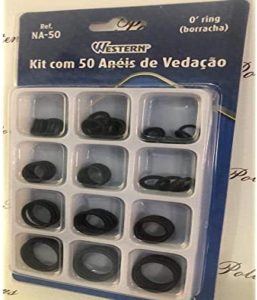 Ref.
NA-50
WESTERN
O' ring
(borracha)
Kit com 50 Anéis de Vedação